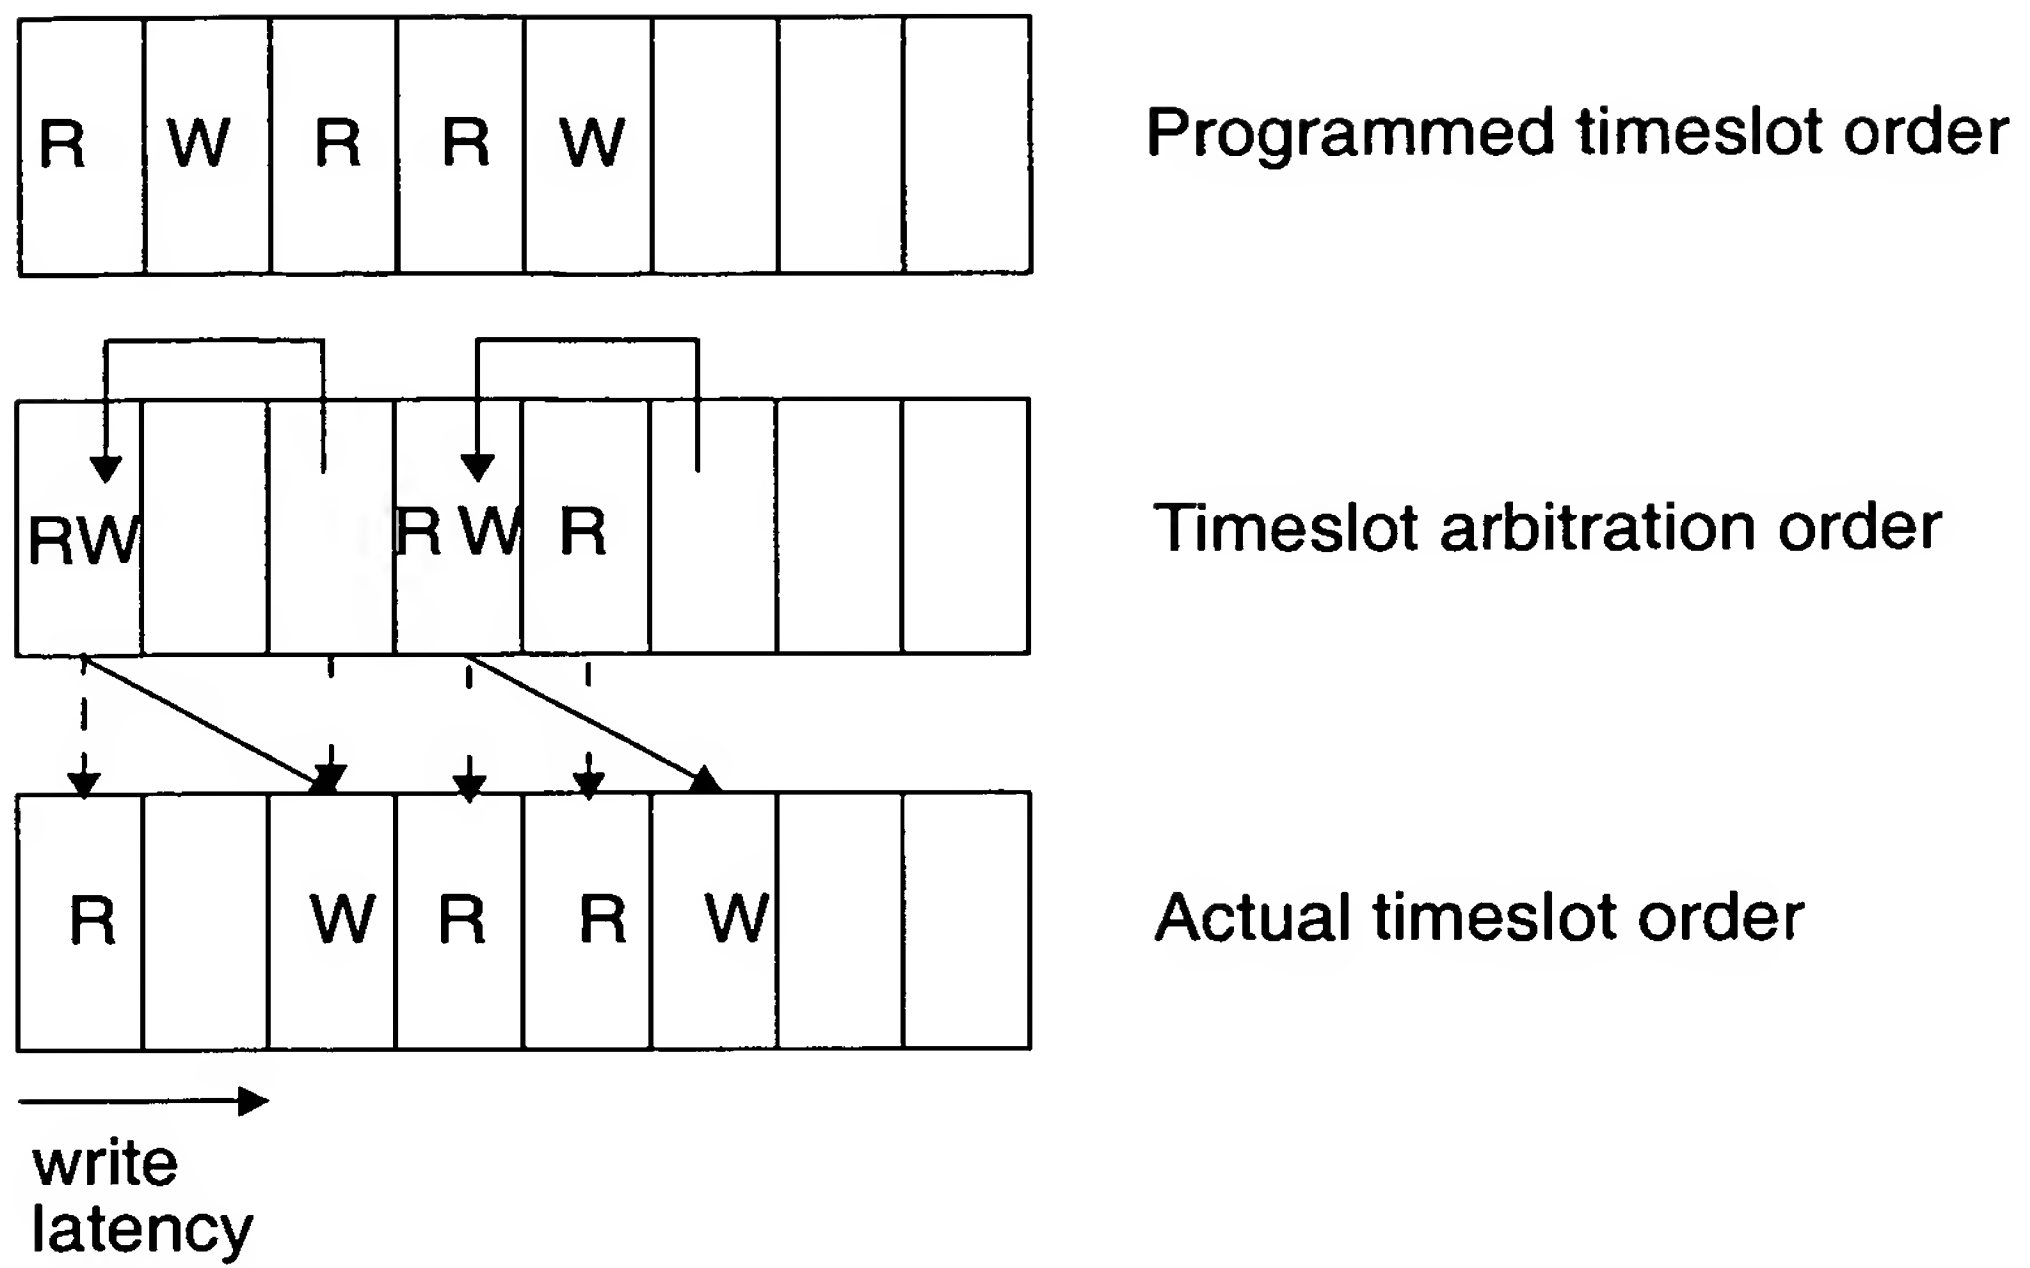 R W R R W Programmed timeslot order
RW R W R Timeslot arbitration order
R W R R W Actual timeslot order
write
latency